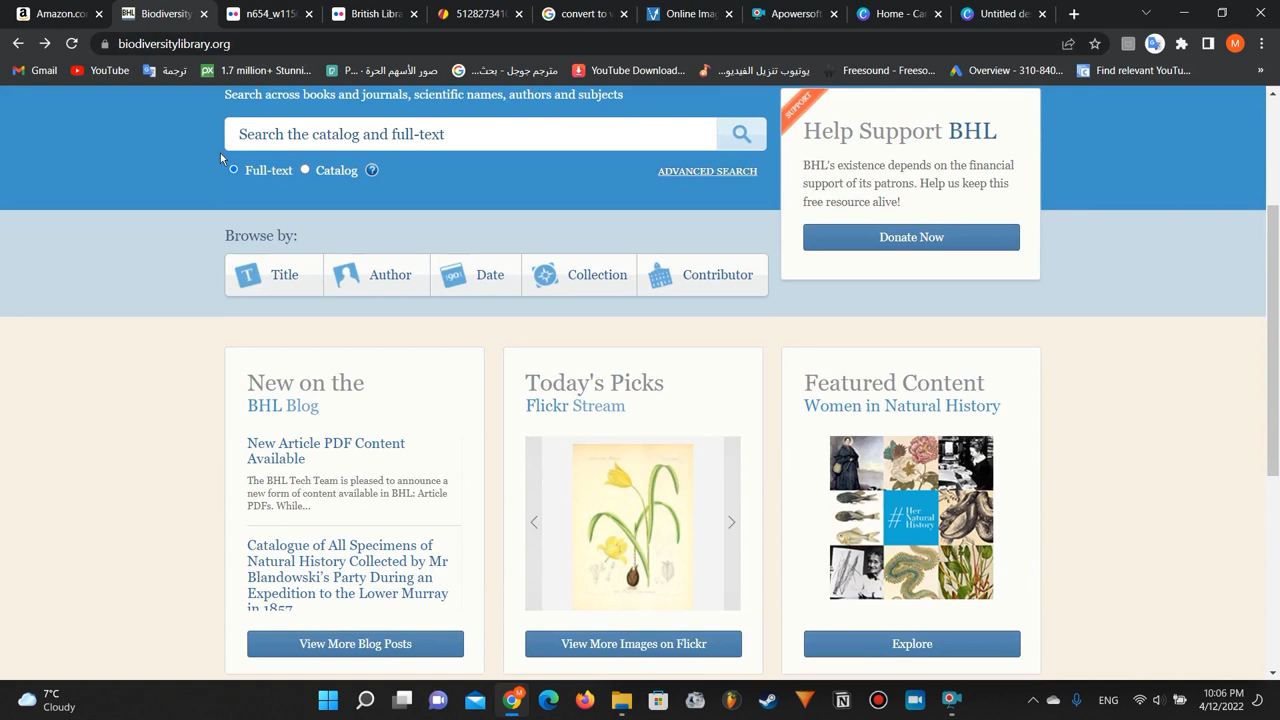 Amazon.co
Biodiversity
n654_w115
British Libr
5128273410
convert to v
Online Imag
Apowersoft
Home - Can
Untitled de
biodiversitylibrary.org
M
Gmail
YouTube
ترجمة
1.7 million+ Stunni...
صور الأسهم الحرة • P...
مترجم جوجل - بحث...
YouTube Download...
يوتيوب تنزيل الفيديو...
Freesound - Freeso...
Overview - 310-840...
Find relevant YouTu...
»
Search across books and journals, scientific names, authors and subjects
Search the catalog and full-text
Full-text
Catalog
?
ADVANCED SEARCH
SUPPORT
Help Support BHL
BHL's existence depends on the financial
support of its patrons. Help us keep this
free resource alive!
Donate Now
Browse by:
Title
Author
Date
Collection
Contributor
New on the
BHL Blog
New Article PDF Content
Available
The BHL Tech Team is pleased to announce a
new form of content available in BHL: Article
PDFs. While...
Catalogue of All Specimens of
Natural History Collected by Mr
Blandowski's Party During an
Expedition to the Lower Murray
in 1857
View More Blog Posts
Today's Picks
Flickr Stream
View More Images on Flickr
Featured Content
Women in Natural History
#Her
Natural
History
Explore
7°C
Cloudy
ENG
10:06 PM
4/12/2022